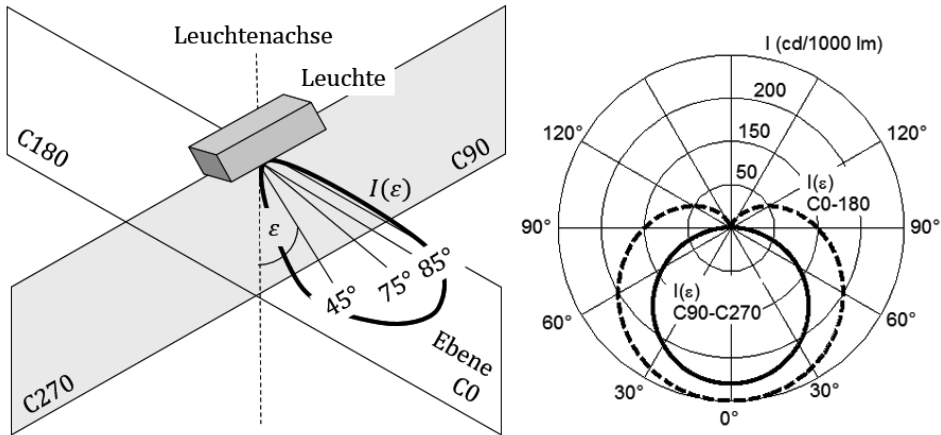 Leuchtenachse
Leuchte
C180
C90
I(ε)
ε
45°
75°
85°
Ebene
C0
C270
I (cd/1000 lm)
200
150
50
120°
120°
I(ε)
C0-180
90°
90°
I(ε)
C90-C270
60°
60°
30°
30°
0°